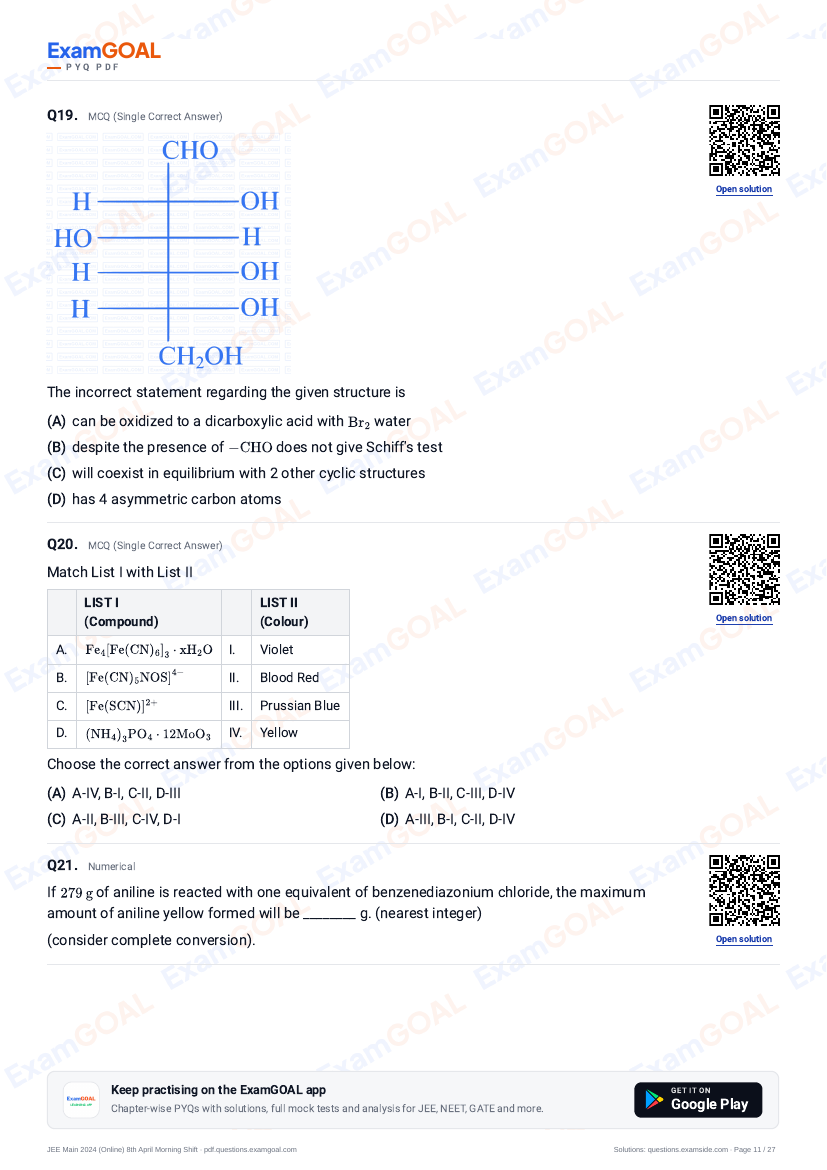 ExamGOAL
PYQ PDF
Q19. MCQ (Single Correct Answer)
Open solution
CHO
H OH
HO H
H OH
H OH
CH₂OH
The incorrect statement regarding the given structure is
(A) can be oxidized to a dicarboxylic acid with Br₂ water
(B) despite the presence of −CHO does not give Schiff's test
(C) will coexist in equilibrium with 2 other cyclic structures
(D) has 4 asymmetric carbon atoms
Q20. MCQ (Single Correct Answer)
Open solution
Match List I with List II
LIST I LIST II
(Compound) (Colour)
A. Fe₄[Fe(CN)₆]₃ · xH₂O I. Violet
B. [Fe(CN)₅NOS]⁴⁻ II. Blood Red
C. [Fe(SCN)]²⁺ III. Prussian Blue
D. (NH₄)₃PO₄ · 12MoO₃ IV. Yellow
Choose the correct answer from the options given below:
(A) A-IV, B-I, C-II, D-III (B) A-I, B-II, C-III, D-IV
(C) A-II, B-III, C-IV, D-I (D) A-III, B-I, C-II, D-IV
Q21. Numerical
Open solution
If 279 g of aniline is reacted with one equivalent of benzenediazonium chloride, the maximum
amount of aniline yellow formed will be ________ g. (nearest integer)
(consider complete conversion).
Keep practising on the ExamGOAL app
Chapter-wise PYQs with solutions, full mock tests and analysis for JEE, NEET, GATE and more.
GET IT ON
Google Play
JEE Main 2024 (Online) 8th April Morning Shift · pdf.questions.examgoal.com Solutions: questions.examside.com · Page 11 / 27